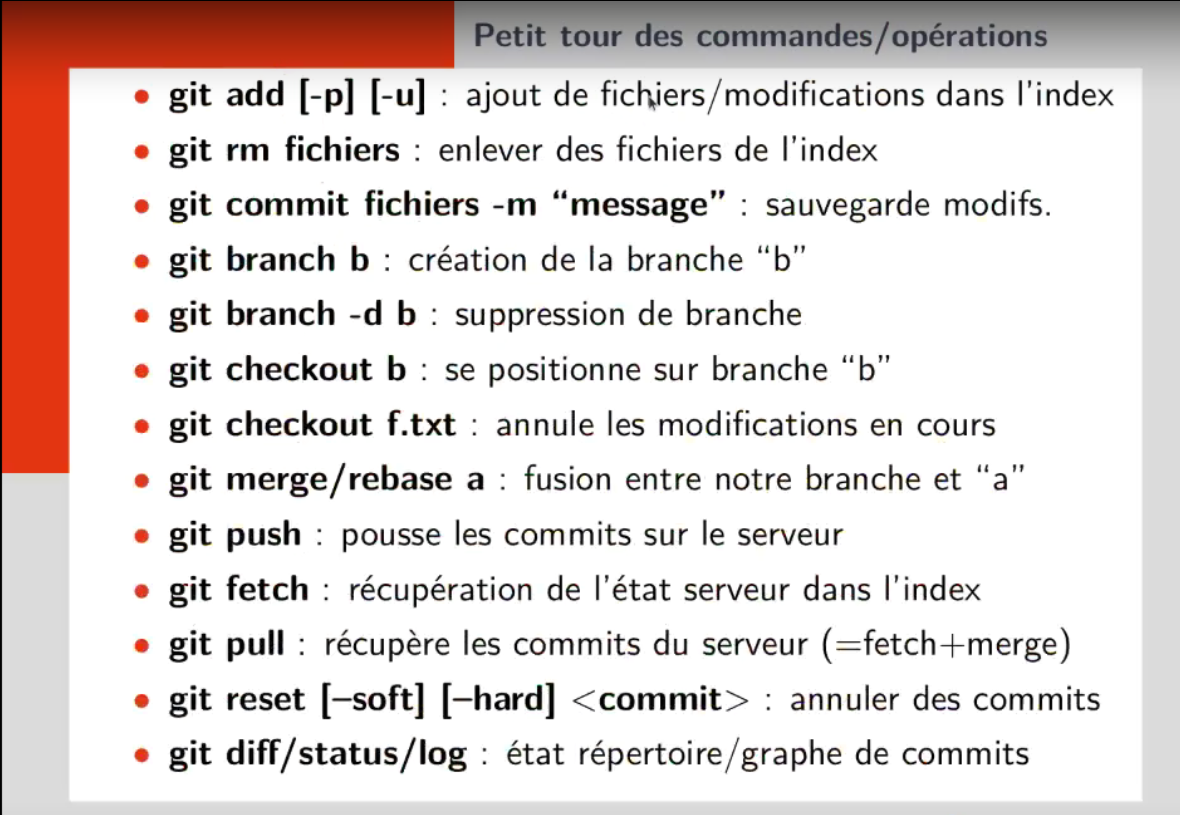 Petit tour des commandes/opérations
• git add [-p] [-u] : ajout de fichiers/modifications dans l'index
• git rm fichiers : enlever des fichiers de l'index
• git commit fichiers -m “message” : sauvegarde modifs.
• git branch b : création de la branche “b”
• git branch -d b : suppression de branche
• git checkout b : se positionne sur branche “b”
• git checkout f.txt : annule les modifications en cours
• git merge/rebase a : fusion entre notre branche et “a”
• git push : pousse les commits sur le serveur
• git fetch : récupération de l'état serveur dans l'index
• git pull : récupère les commits du serveur (=fetch+merge)
• git reset [–soft] [–hard] <commit> : annuler des commits
• git diff/status/log : état répertoire/graphe de commits